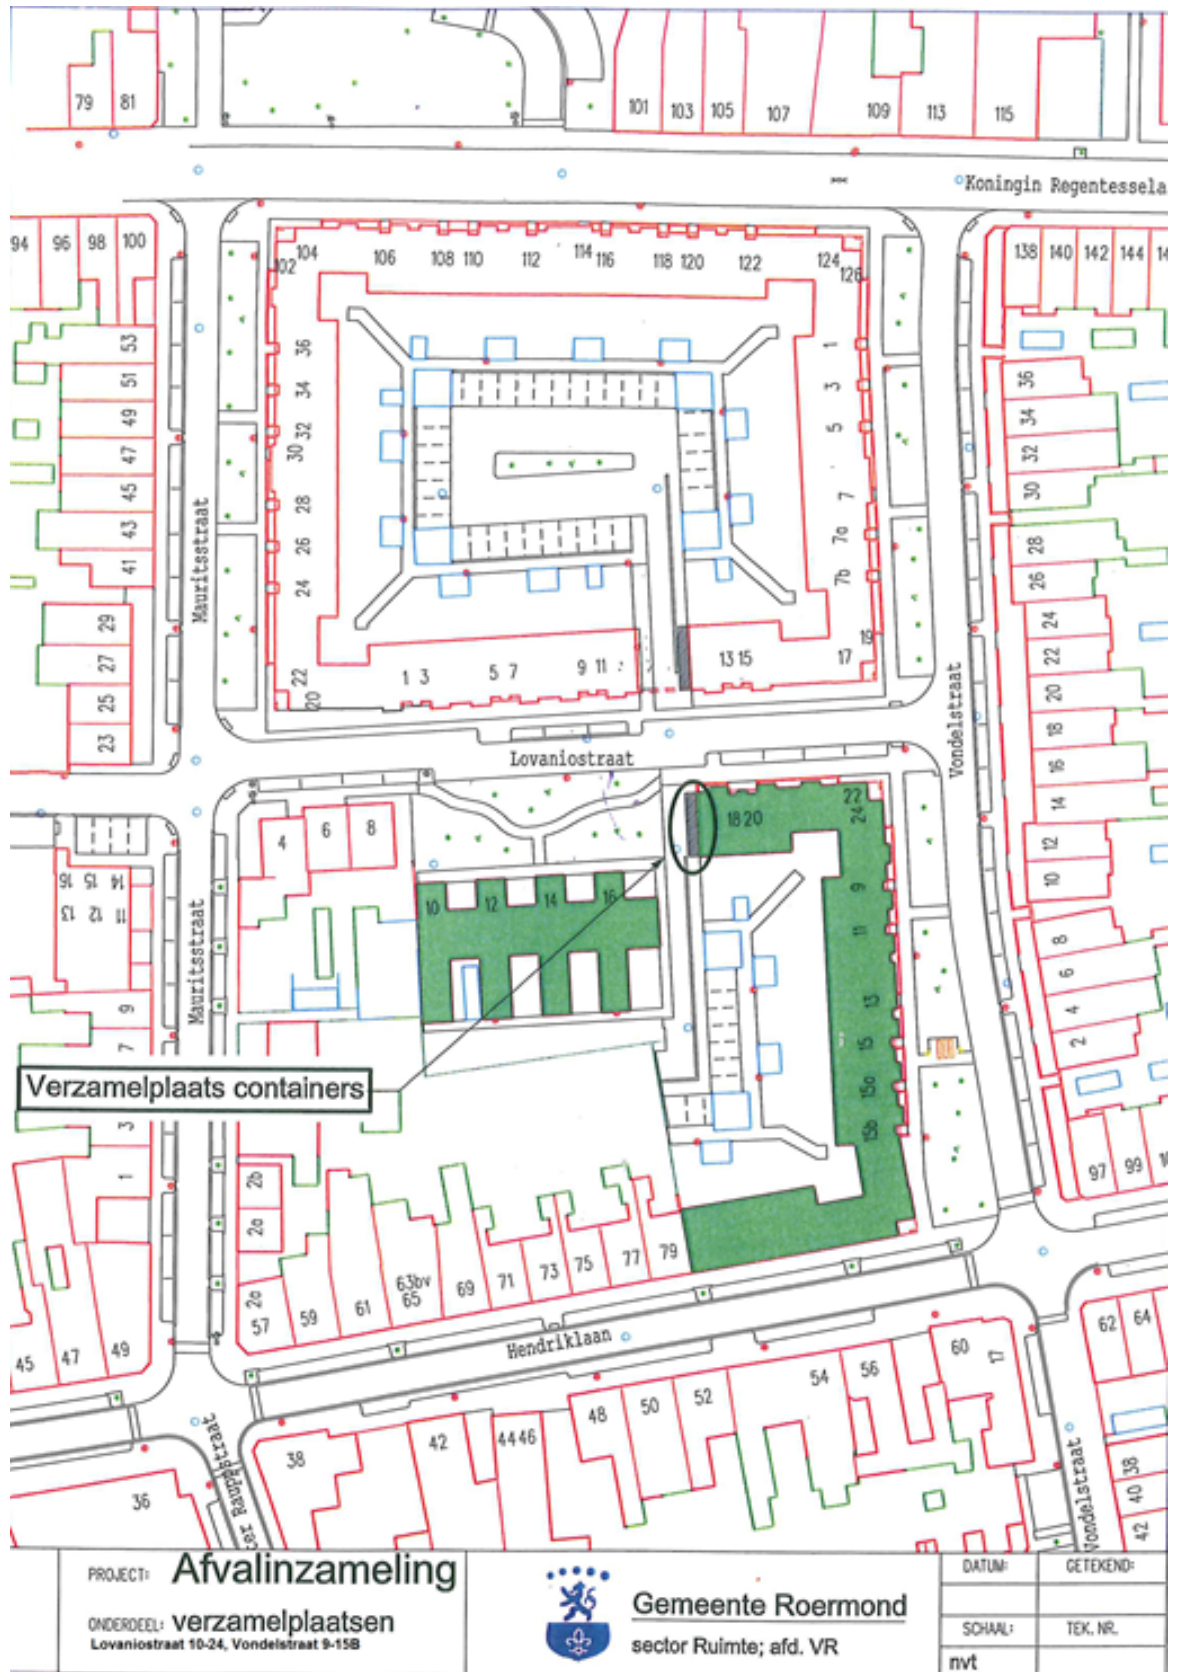 79 81
101 103 105 107 109 113 115
Koningin Regentessela
94 96 98 100
102 104 106 108 110 112 114 116 118 120 122 124 126
138 140 142 144 14
53
51
49
47
45
43
41
29
27
25
23
Mauritsstraat
36
34
32
30
28
26
24
22
20
1
3
5
7
7a
7b
19
17
1 3 5 7 9 11 13 15
36
34
32
30
28
26
24
22
20
18
16
14
12
10
8
6
4
2
Vondelstraat
Lovaniostraat
4 6 8
10 12 14 16
18 20 22
24
9
11
13
15
15a
15b
16 15 14
13 12 11
9
7
3
1
Mauritsstraat
Verzamelplaats containers
2b
2a
2a
57 59 61 63bv
65 69 71 73 75 77 79
97 99 10
45 47 49
Hendriklaan
62 64
60
17
38 42 44 46 48 50 52 54 56
36
cer Rauppstraat
Vondelstraat
38
40
42
PROJECT: Afvalinzameling
ONDERDEEL: verzamelplaatsen
Lovaniostraat 10-24, Vondelstraat 9-15B
Gemeente Roermond
sector Ruimte; afd. VR
DATUM: GETEKEND:
SCHAAL: TEK. NR.
nvt